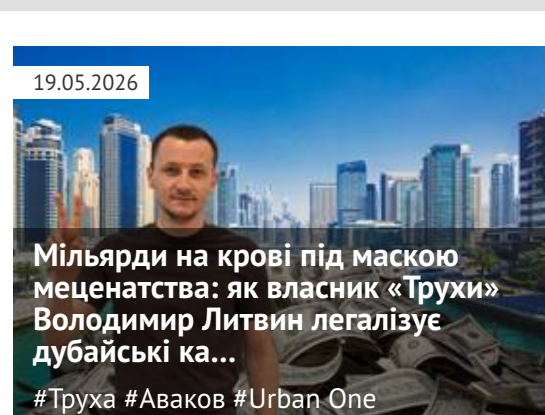 19.05.2026
Мільярди на крові під маскою
меценатства: як власник «Трухи»
Володимир Литвин легалізує
дубайські ка...
#Труха #Аваков #Urban One